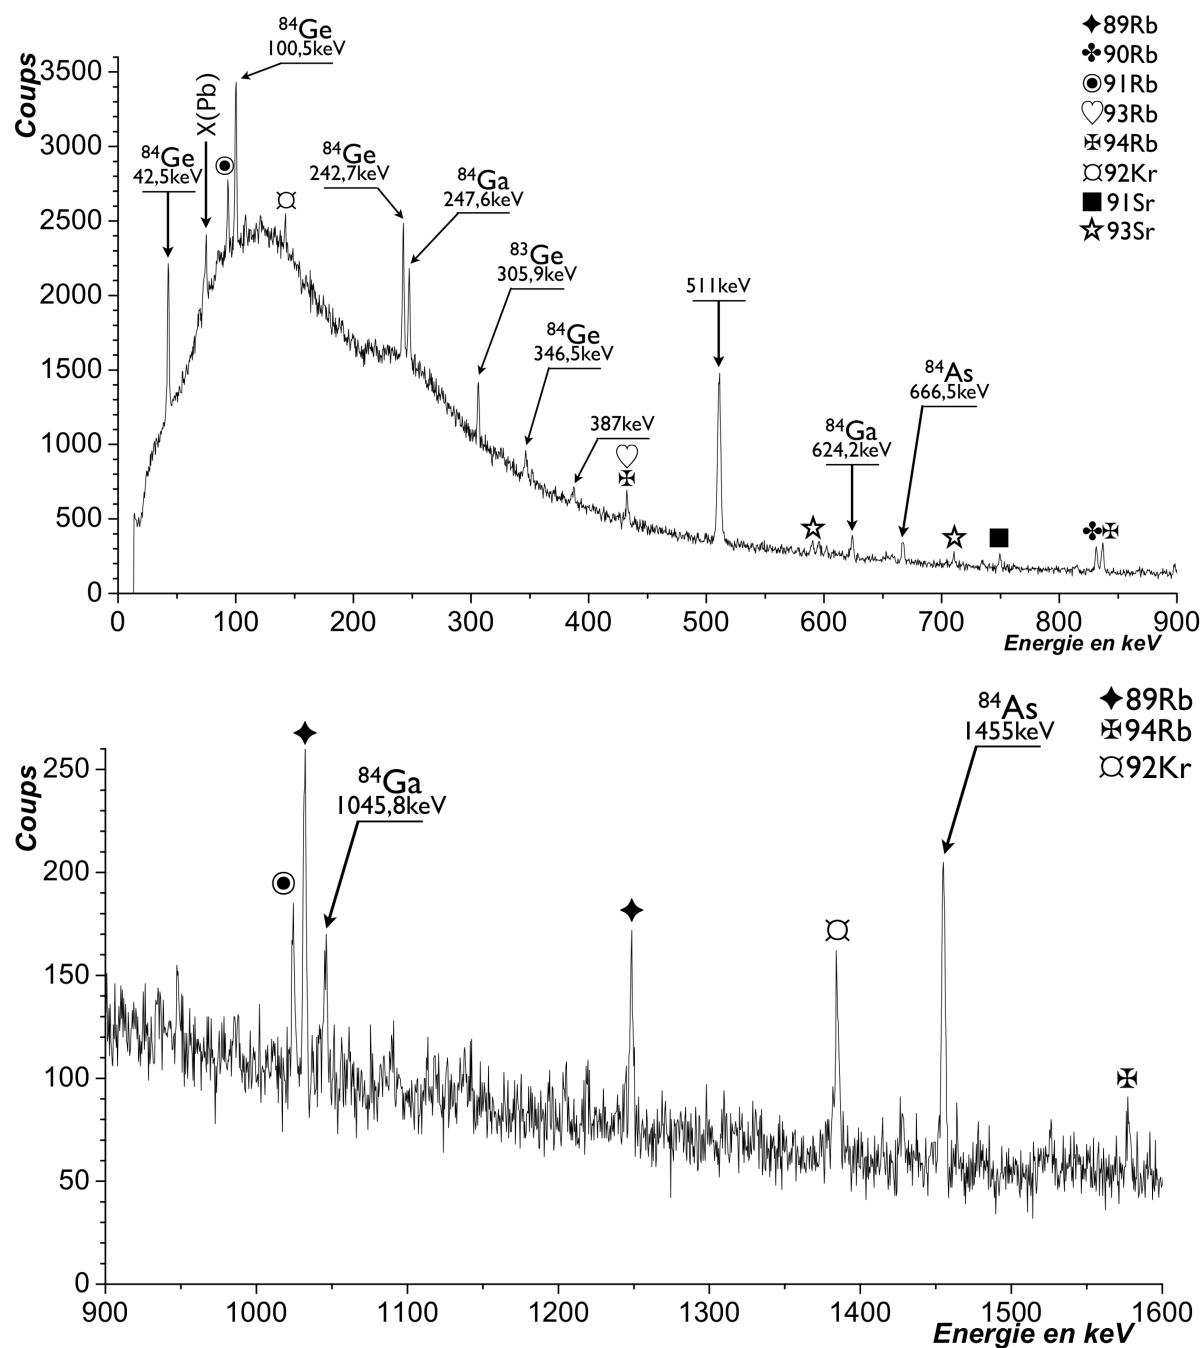 84Ge
100,5keV
89Rb
90Rb
91Rb
93Rb
94Rb
92Kr
91Sr
93Sr
Coups
3500
3000
2500
2000
1500
1000
500
0
X(Pb)
84Ge
42,5keV
84Ge
242,7keV
84Ga
247,6keV
83Ge
305,9keV
84Ge
346,5keV
387keV
511keV
84Ga
624,2keV
84As
666,5keV
0 100 200 300 400 500 600 700 800 900
Energie en keV
89Rb
94Rb
92Kr
84As
1455keV
84Ga
1045,8keV
Coups
250
200
150
100
50
0
900 1000 1100 1200 1300 1400 1500 1600
Energie en keV